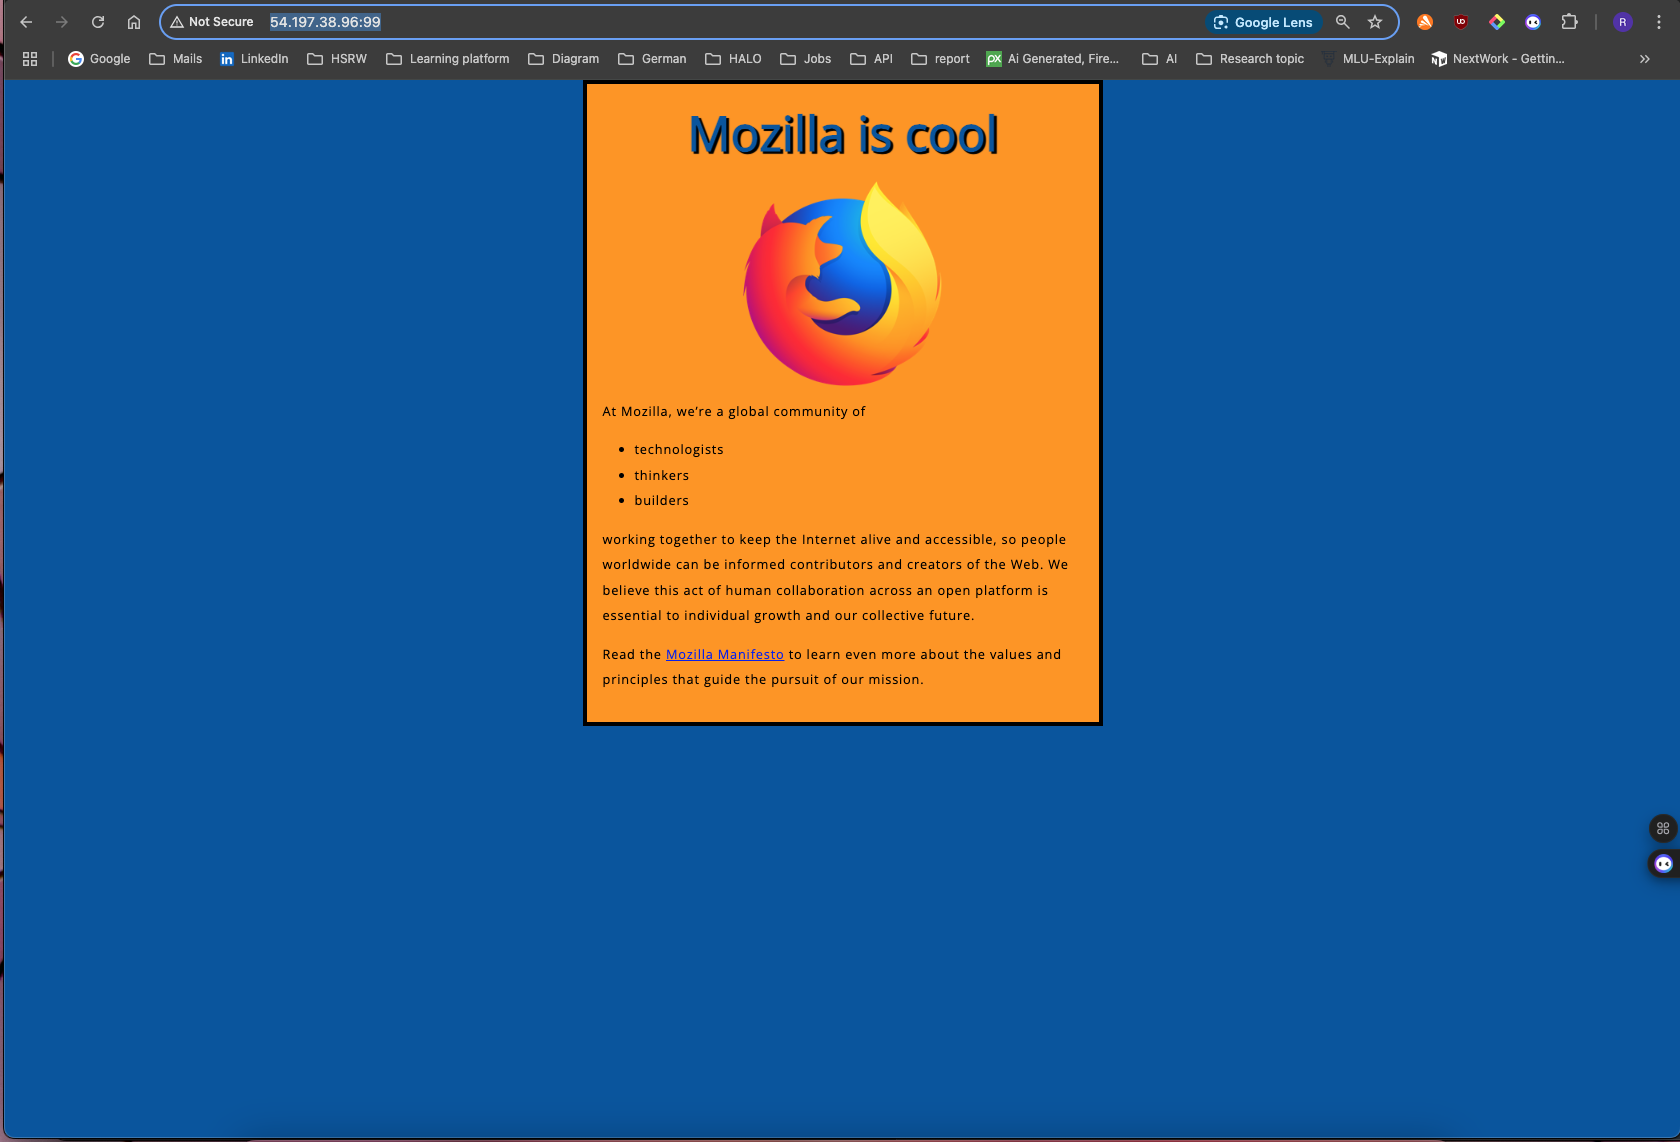 Not Secure 54.197.38.96:99 Google Lens UD R
Google Mails LinkedIn HSRW Learning platform Diagram German HALO Jobs API report Ai Generated, Fire... AI Research topic MLU-Explain NextWork - Gettin...
Mozilla is cool
At Mozilla, we’re a global community of
• technologists
• thinkers
• builders
working together to keep the Internet alive and accessible, so people
worldwide can be informed contributors and creators of the Web. We
believe this act of human collaboration across an open platform is
essential to individual growth and our collective future.
Read the Mozilla Manifesto to learn even more about the values and
principles that guide the pursuit of our mission.